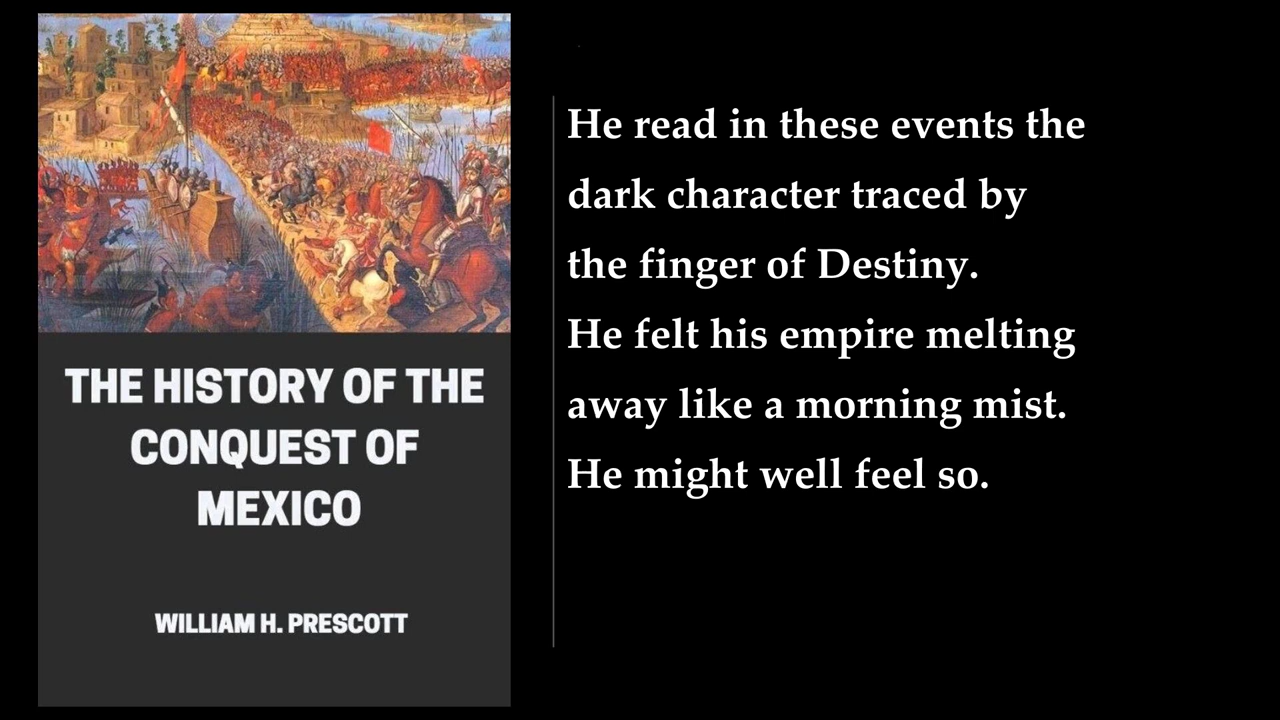 THE HISTORY OF THE
CONQUEST OF
MEXICO
WILLIAM H. PRESCOTT
He read in these events the
dark character traced by
the finger of Destiny.
He felt his empire melting
away like a morning mist.
He might well feel so.